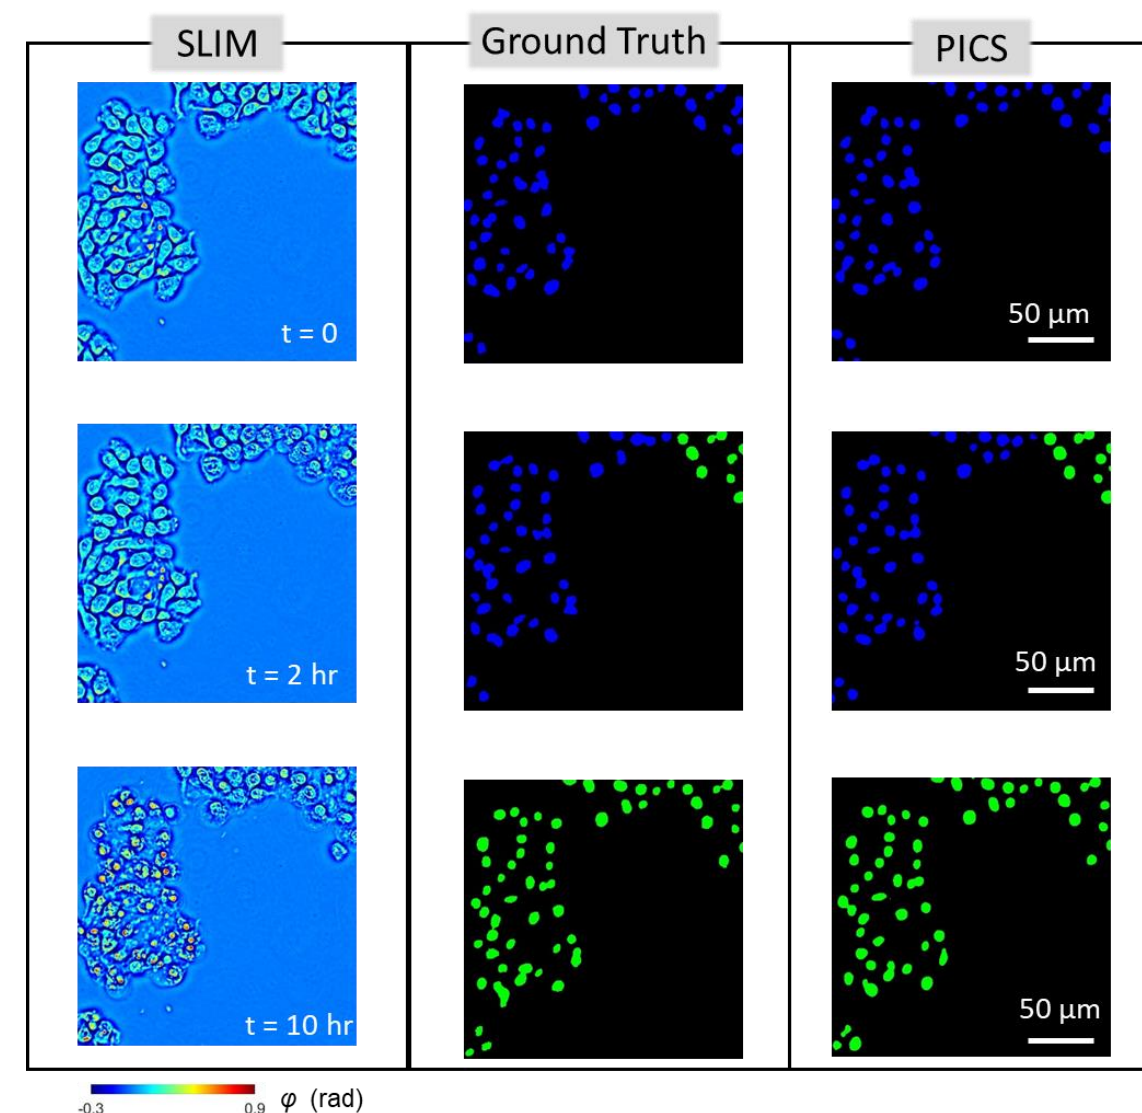 SLIM
Ground Truth
PICS
t = 0
50 µm
t = 2 hr
50 µm
t = 10 hr
50 µm
-0.3
0.9
φ (rad)